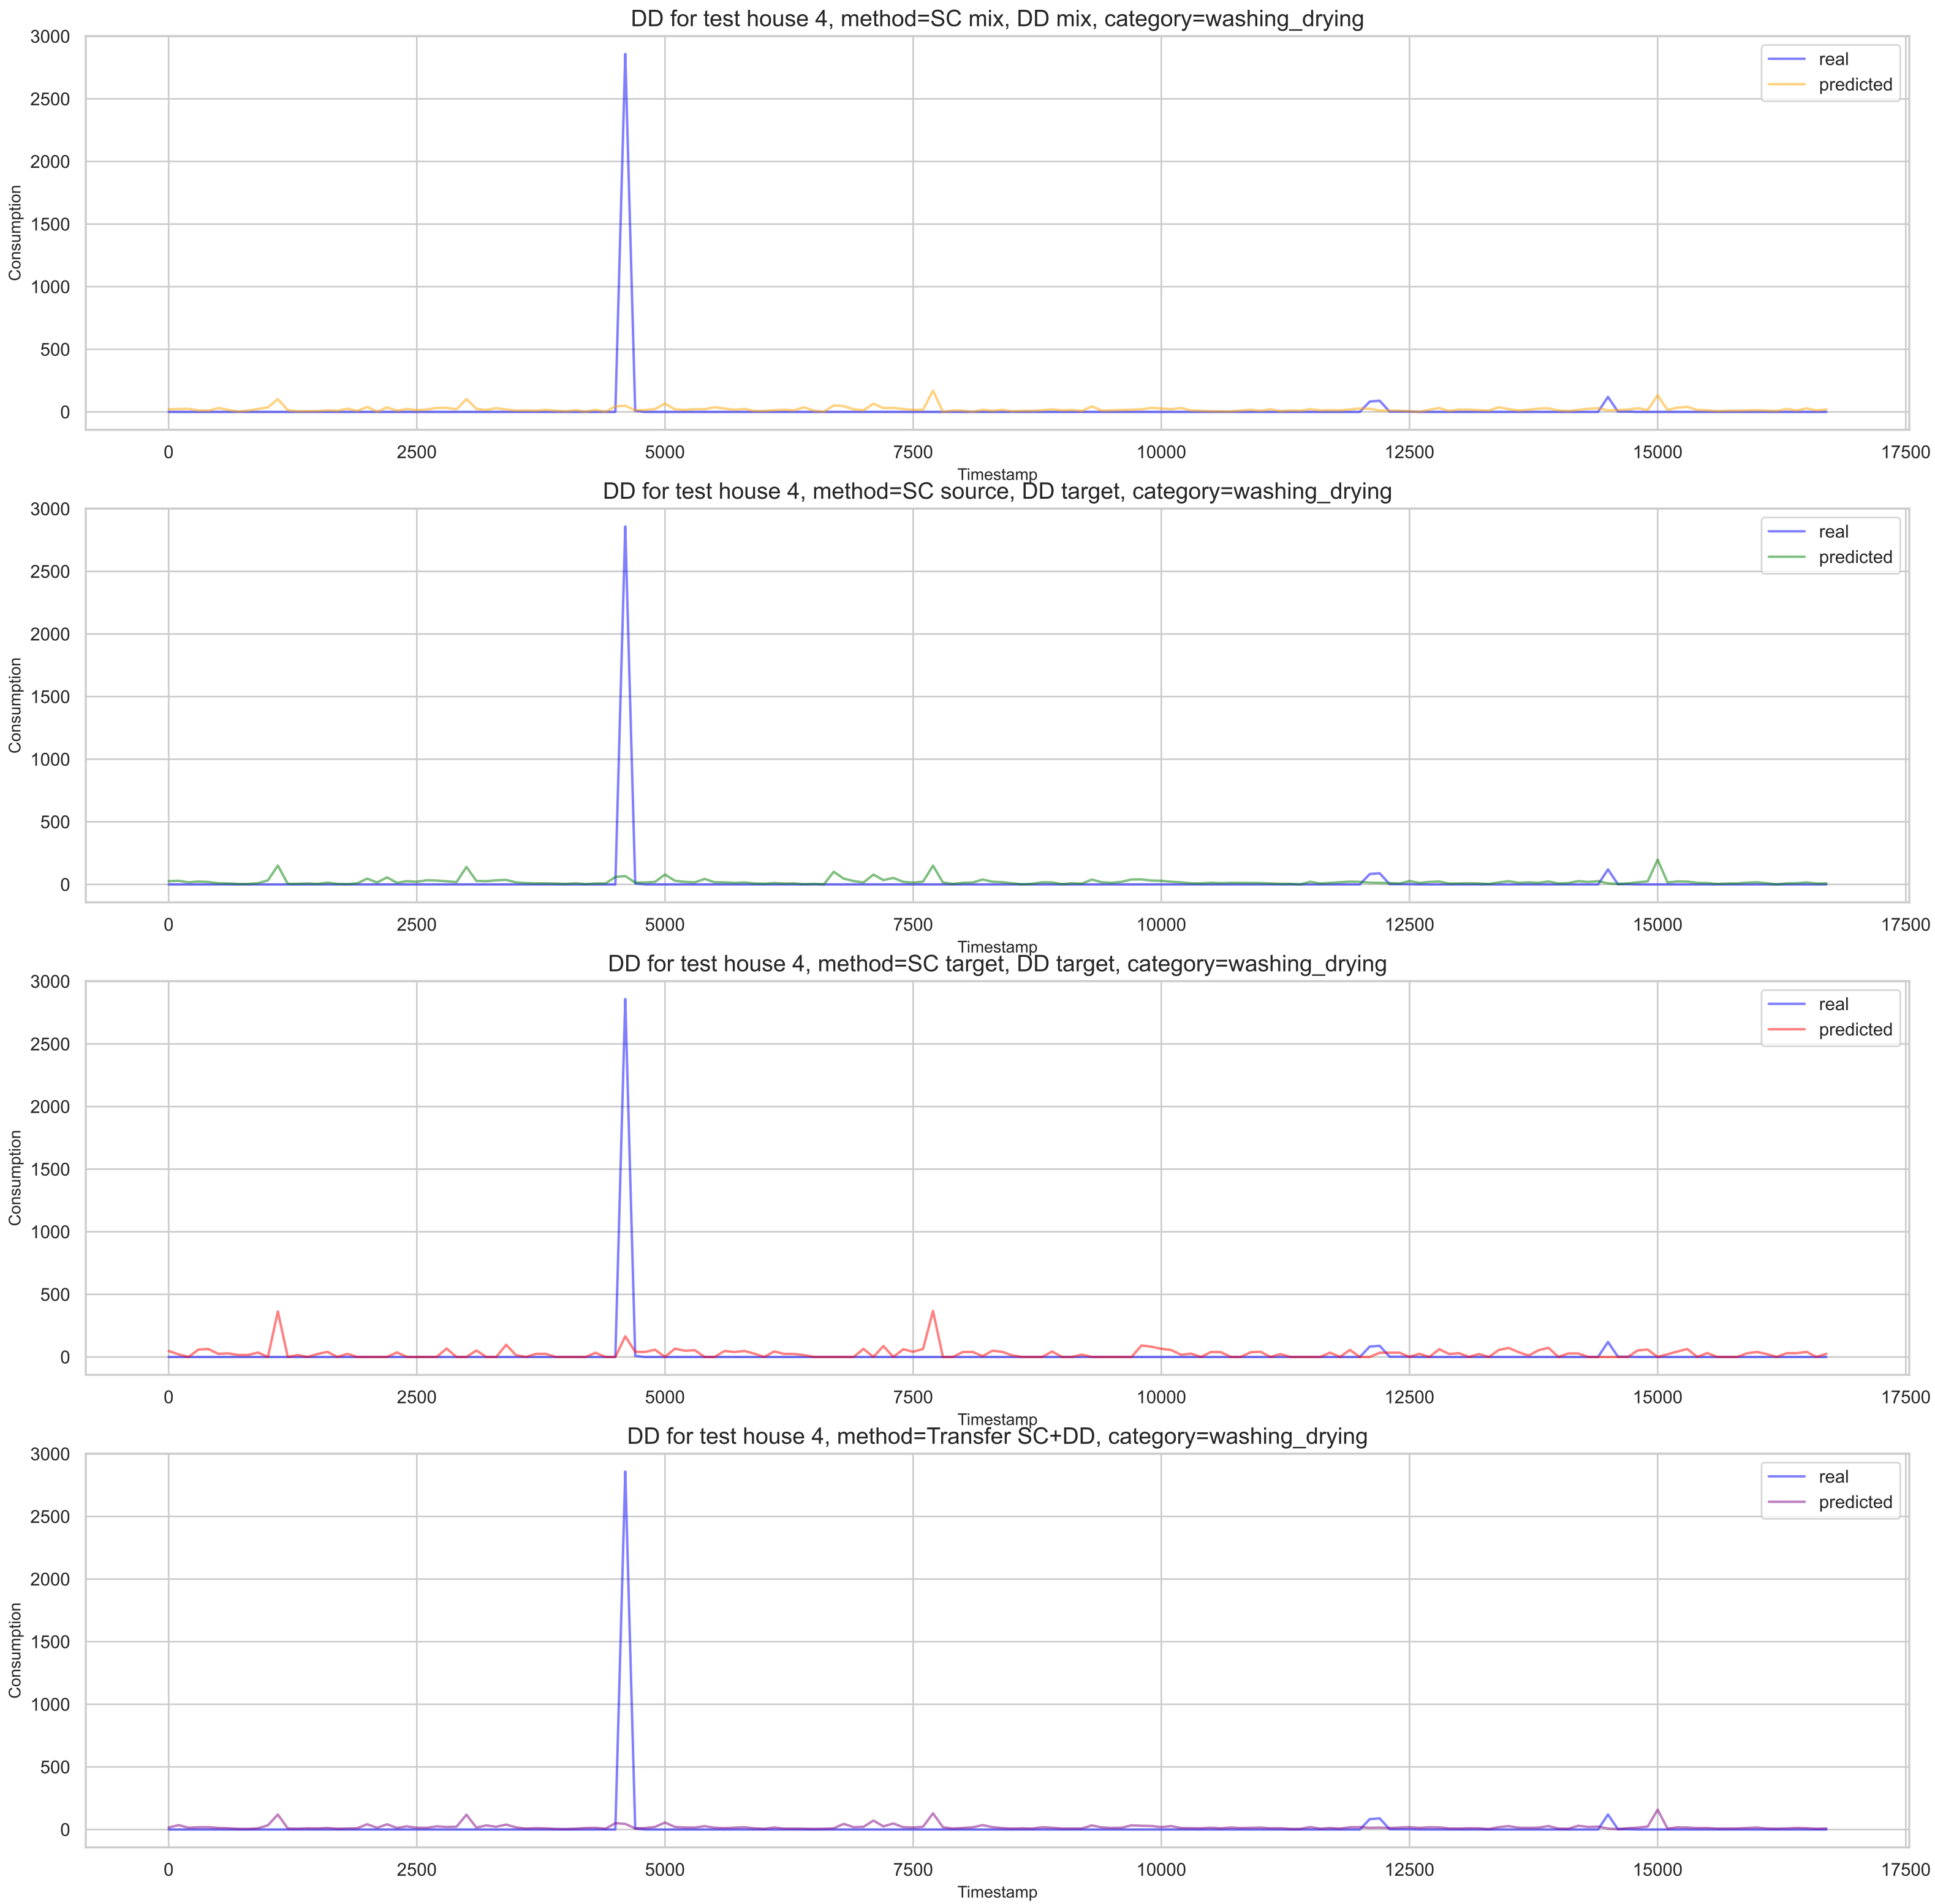 DD for test house 4, method=SC mix, DD mix, category=washing_drying
3000
2500
2000
1500
1000
500
0
Consumption
real
predicted
0 2500 5000 7500 10000 12500 15000 17500
Timestamp
DD for test house 4, method=SC source, DD target, category=washing_drying
3000
2500
2000
1500
1000
500
0
Consumption
real
predicted
0 2500 5000 7500 10000 12500 15000 17500
Timestamp
DD for test house 4, method=SC target, DD target, category=washing_drying
3000
2500
2000
1500
1000
500
0
Consumption
real
predicted
0 2500 5000 7500 10000 12500 15000 17500
Timestamp
DD for test house 4, method=Transfer SC+DD, category=washing_drying
3000
2500
2000
1500
1000
500
0
Consumption
real
predicted
0 2500 5000 7500 10000 12500 15000 17500
Timestamp